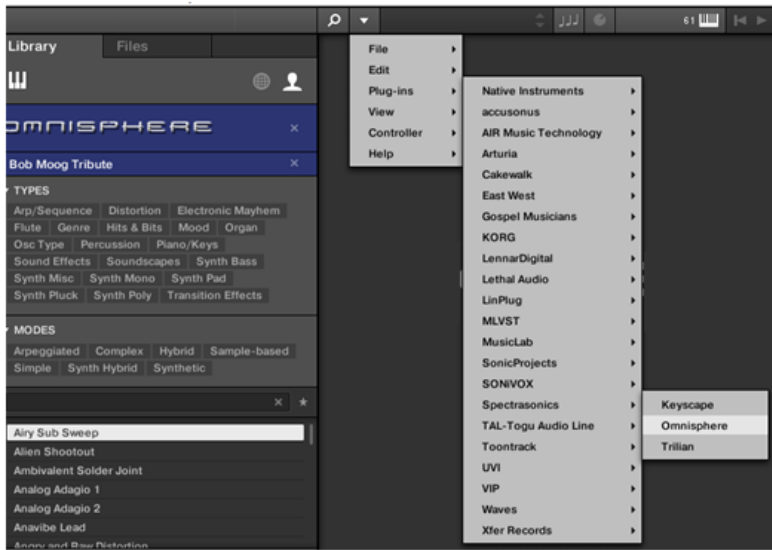 61
Library Files
OMNISPHERE ×
Bob Moog Tribute ×
TYPES
Arp/Sequence Distortion Electronic Mayhem
Flute Genre Hits & Bits Mood Organ
Osc Type Percussion Piano/Keys
Sound Effects Soundscapes Synth Bass
Synth Misc Synth Mono Synth Pad
Synth Pluck Synth Poly Transition Effects
MODES
Arpeggiated Complex Hybrid Sample-based
Simple Synth Hybrid Synthetic
×
Airy Sub Sweep
Alien Shootout
Ambivalent Solder Joint
Analog Adagio 1
Analog Adagio 2
Anavibe Lead
Angry and Raw Distortion
File
Edit
Plug-ins
View
Controller
Help
Native Instruments
accusonus
AIR Music Technology
Arturia
Cakewalk
East West
Gospel Musicians
KORG
LennarDigital
Lethal Audio
LinPlug
MLVST
MusicLab
SonicProjects
SONiVOX
Spectrasonics
TAL-Togu Audio Line
Toontrack
UVI
VIP
Waves
Xfer Records
Keyscape
Omnisphere
Trilian